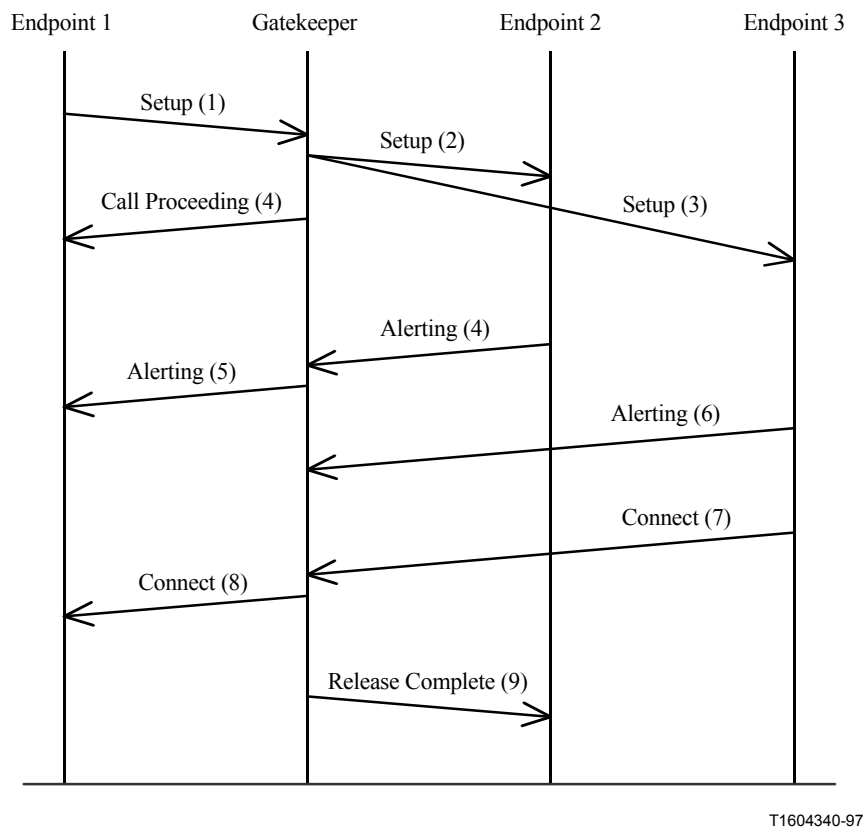 Endpoint 1 Gatekeeper Endpoint 2 Endpoint 3
Setup (1)
Setup (2)
Call Proceeding (4)
Setup (3)
Alerting (4)
Alerting (5)
Alerting (6)
Connect (7)
Connect (8)
Release Complete (9)
T1604340-97